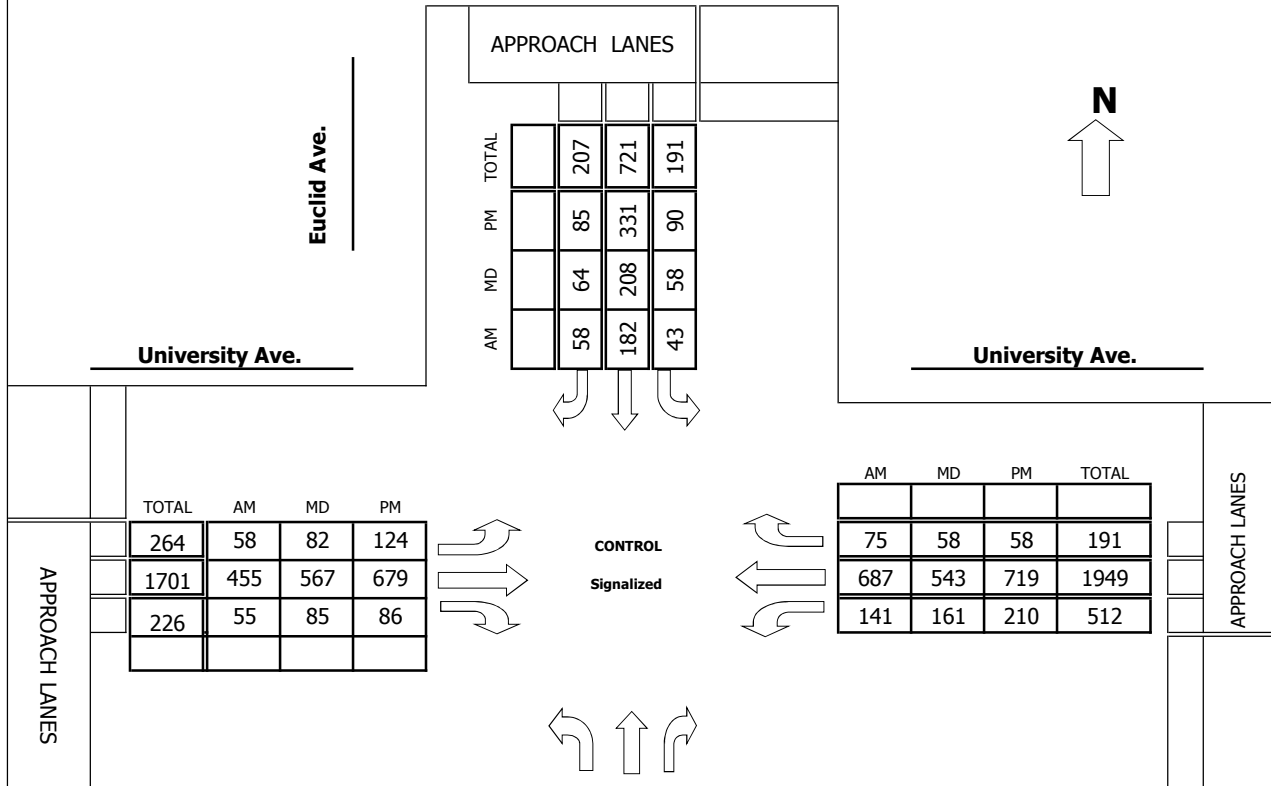 APPROACH LANES
N
Euclid Ave.
TOTAL 207 721 191
PM 85 331 90
MD 64 208 58
AM 58 182 43
University Ave.
University Ave.
AM MD PM TOTAL
TOTAL AM MD PM
264 58 82 124
1701 455 567 679
226 55 85 86
CONTROL
Signalized
75 58 58 191
687 543 719 1949
141 161 210 512
APPROACH LANES
APPROACH LANES